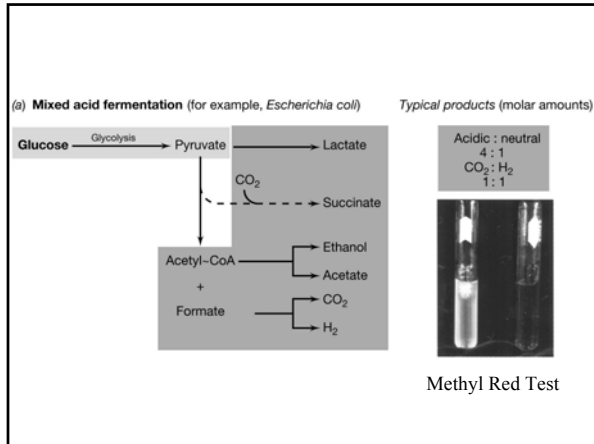 (a) Mixed acid fermentation (for example, Escherichia coli)
Typical products (molar amounts)
Glucose
Glycolysis
Pyruvate
Lactate
CO₂
Succinate
Acetyl~CoA
+
Formate
Ethanol
Acetate
CO₂
H₂
Acidic : neutral
4 : 1
CO₂ : H₂
1 : 1
Methyl Red Test